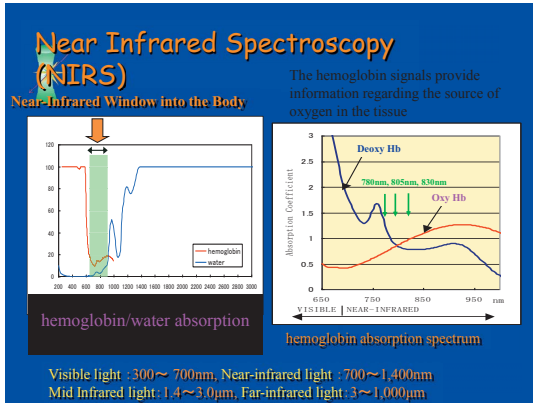 Near Infrared Spectroscopy
(NIRS)
The hemoglobin signals provide
information regarding the source of
oxygen in the tissue
Near-Infrared Window into the Body
120
100
80
60
40
20
0
200 400 600 800 1000 1200 1400 1600 1800 2000 2200 2400 2600 2800 3000
hemoglobin
water
hemoglobin/water absorption
Absorption Coefficient
3
2.5
2
1.5
1
0.5
0
Deoxy Hb
780nm, 805nm, 830nm
Oxy Hb
650 750 850 950 nm
VISIBLE | NEAR-INFRARED
hemoglobin absorption spectrum
Visible light : 300～ 700nm, Near-infrared light : 700～1,400nm
Mid Infrared light : 1.4～3.0μm, Far-infrared light : 3～1,000μm